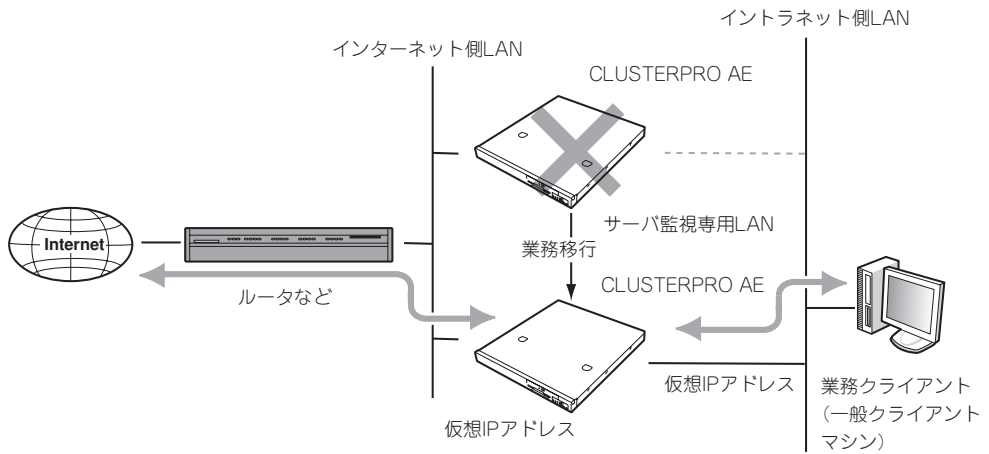 イントラネット側LAN
インターネット側LAN
CLUSTERPRO AE
サーバ監視専用LAN
Internet
業務移行
CLUSTERPRO AE
ルータなど
仮想IPアドレス
業務クライアント
（一般クライアント
マシン）
仮想IPアドレス